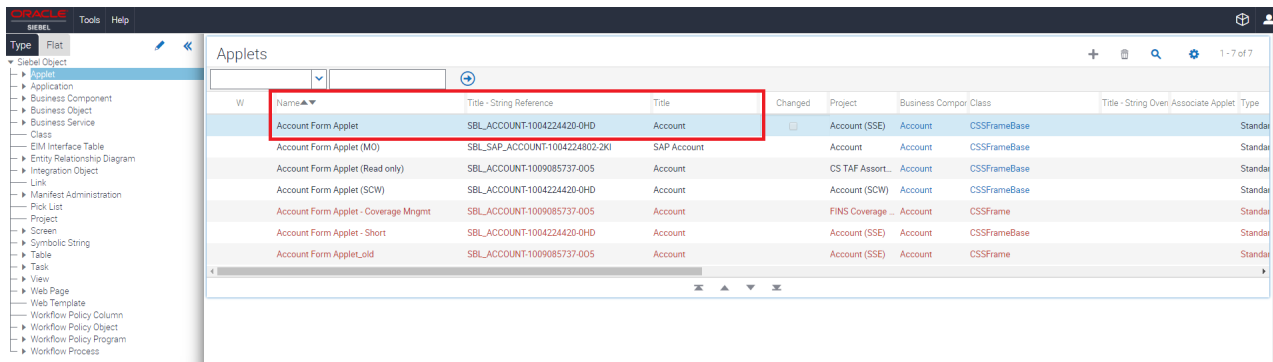 ORACLE
SIEBEL
Tools Help
Type Flat
Siebel Object
Applet
Application
Business Component
Business Object
Business Service
Class
EIM Interface Table
Entity Relationship Diagram
Integration Object
Link
Manifest Administration
Pick List
Project
Screen
Symbolic String
Table
Task
View
Web Page
Web Template
Workflow Policy Column
Workflow Policy Object
Workflow Policy Program
Workflow Process
Applets
1 - 7 of 7
W Name Title - String Reference Title Changed Project Business Compor Class Title - String Overi Associate Applet Type
Account Form Applet SBL_ACCOUNT-1004224420-0HD Account Account (SSE) Account CSSFrameBase Standar
Account Form Applet (MO) SBL_SAP_ACCOUNT-1004224802-2KI SAP Account Account Account CSSFrameBase Standar
Account Form Applet (Read only) SBL_ACCOUNT-1009085737-0O5 Account CS TAF Assort... Account CSSFrameBase Standar
Account Form Applet (SCW) SBL_ACCOUNT-1004224420-0HD Account Account (SCW) Account CSSFrameBase Standar
Account Form Applet - Coverage Mngmt SBL_ACCOUNT-1009085737-0O5 Account FINS Coverage ... Account CSSFrame Standar
Account Form Applet - Short SBL_ACCOUNT-1004224420-0HD Account Account (SSE) Account CSSFrameBase Standar
Account Form Applet_old SBL_ACCOUNT-1009085737-0O5 Account Account (SSE) Account CSSFrame Standar